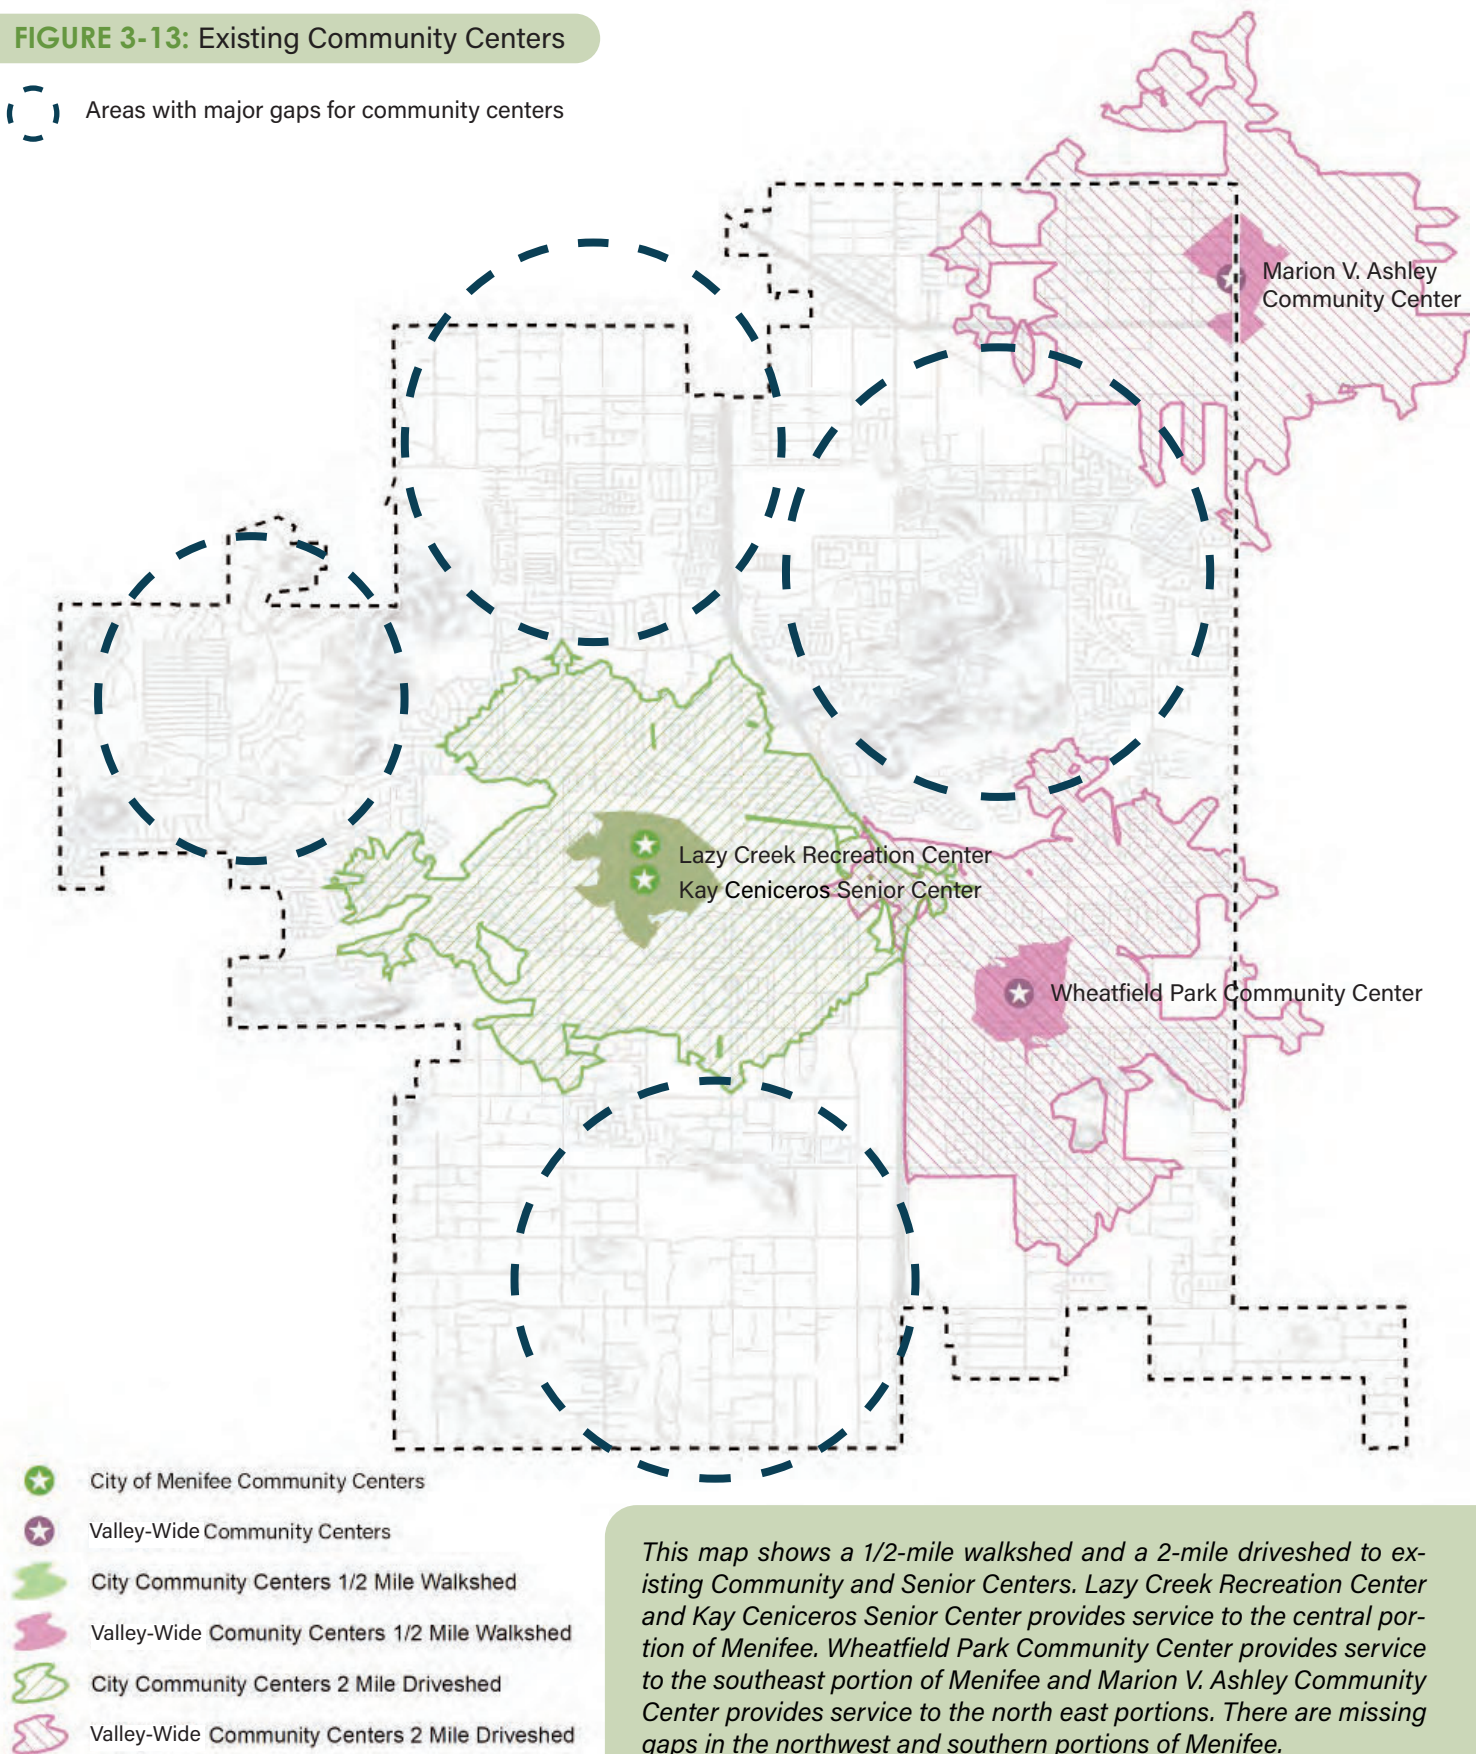 FIGURE 3-13: Existing Community Centers
Areas with major gaps for community centers
Marion V. Ashley
Community Center
Lazy Creek Recreation Center
Kay Ceniceros Senior Center
Wheatfield Park Community Center
City of Menifee Community Centers
Valley-Wide Community Centers
City Community Centers 1/2 Mile Walkshed
Valley-Wide Comunity Centers 1/2 Mile Walkshed
City Community Centers 2 Mile Driveshed
Valley-Wide Community Centers 2 Mile Driveshed
This map shows a 1/2-mile walkshed and a 2-mile driveshed to ex-
isting Community and Senior Centers. Lazy Creek Recreation Center
and Kay Ceniceros Senior Center provides service to the central por-
tion of Menifee. Wheatfield Park Community Center provides service
to the southeast portion of Menifee and Marion V. Ashley Community
Center provides service to the north east portions. There are missing
gaps in the northwest and southern portions of Menifee.